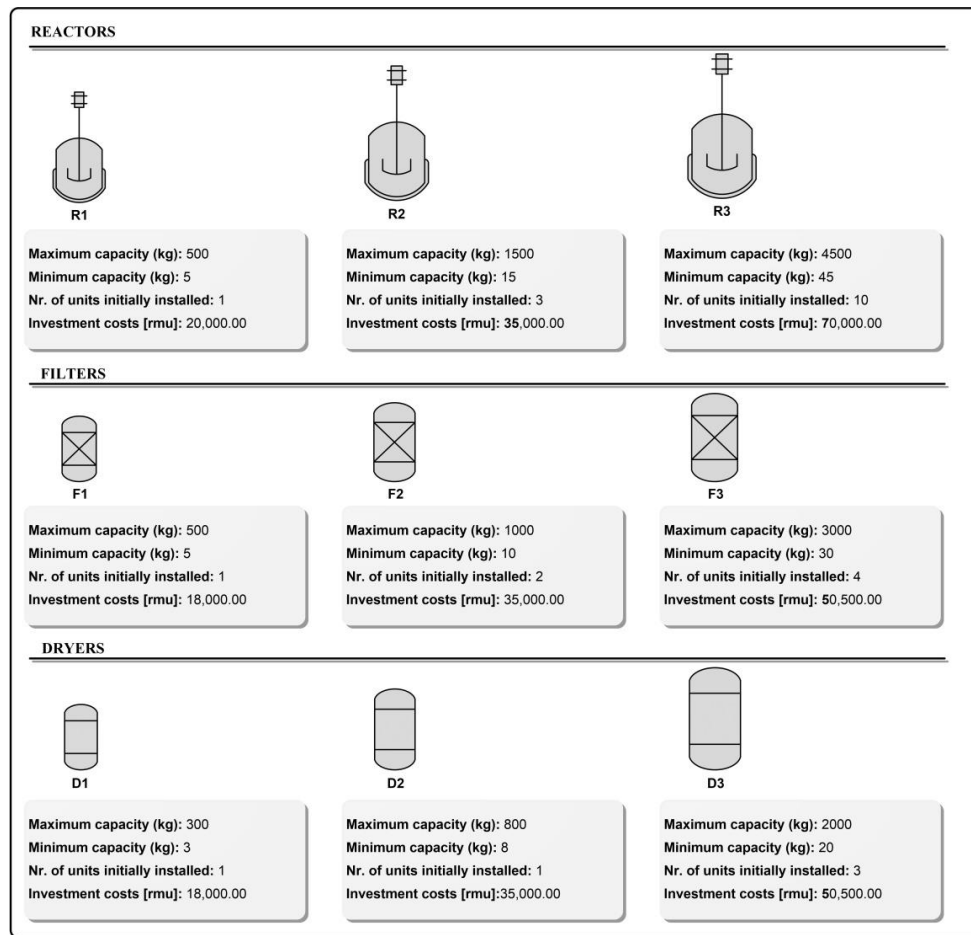 REACTORS
R1
R2
R3
Maximum capacity (kg): 500
Minimum capacity (kg): 5
Nr. of units initially installed: 1
Investment costs [rmu]: 20,000.00
Maximum capacity (kg): 1500
Minimum capacity (kg): 15
Nr. of units initially installed: 3
Investment costs [rmu]: 35,000.00
Maximum capacity (kg): 4500
Minimum capacity (kg): 45
Nr. of units initially installed: 10
Investment costs [rmu]: 70,000.00
FILTERS
F1
F2
F3
Maximum capacity (kg): 500
Minimum capacity (kg): 5
Nr. of units initially installed: 1
Investment costs [rmu]: 18,000.00
Maximum capacity (kg): 1000
Minimum capacity (kg): 10
Nr. of units initially installed: 2
Investment costs [rmu]: 35,000.00
Maximum capacity (kg): 3000
Minimum capacity (kg): 30
Nr. of units initially installed: 4
Investment costs [rmu]: 50,500.00
DRYERS
D1
D2
D3
Maximum capacity (kg): 300
Minimum capacity (kg): 3
Nr. of units initially installed: 1
Investment costs [rmu]: 18,000.00
Maximum capacity (kg): 800
Minimum capacity (kg): 8
Nr. of units initially installed: 1
Investment costs [rmu]:35,000.00
Maximum capacity (kg): 2000
Minimum capacity (kg): 20
Nr. of units initially installed: 3
Investment costs [rmu]: 50,500.00